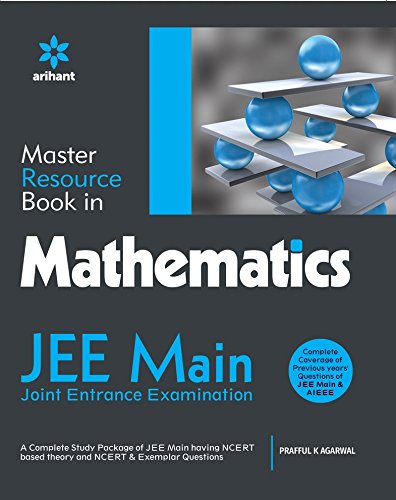 arihant
Master
Resource
Book in
Mathematics
JEE Main
Joint Entrance Examination
Complete
Coverage of
Previous years'
Questions of
JEE Main &
AIEEE
A Complete Study Package of JEE Main having NCERT
based theory and NCERT & Exemplar Questions
PRAFFUL K AGARWAL